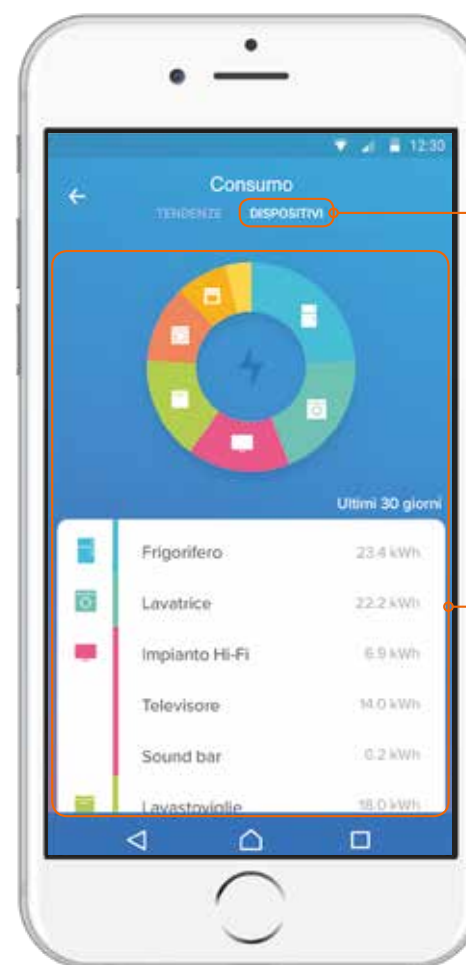 12:30
Consumo
TENDENZE DISPOSITIVI
Ultimi 30 giorni
Frigorifero 23.4 kWh
Lavatrice 22.2 kWh
Impianto Hi-Fi 6.9 kWh
Televisore 14.0 kWh
Sound bar 6.2 kWh
Lavastoviglie 18.0 kWh